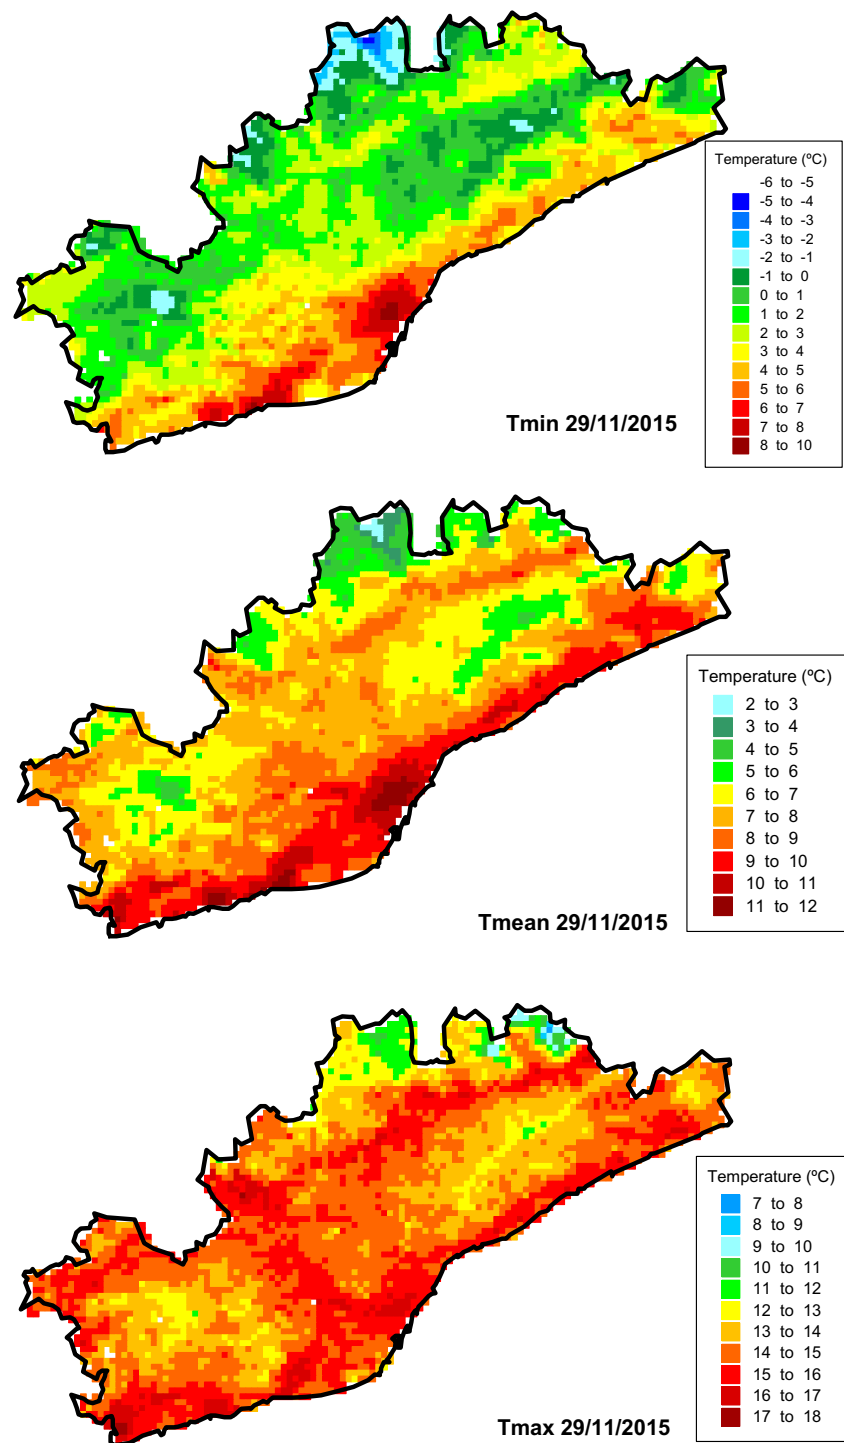 Temperature (ºC)
-6 to -5
-5 to -4
-4 to -3
-3 to -2
-2 to -1
-1 to 0
0 to 1
1 to 2
2 to 3
3 to 4
4 to 5
5 to 6
6 to 7
7 to 8
8 to 10
Tmin 29/11/2015
Temperature (ºC)
2 to 3
3 to 4
4 to 5
5 to 6
6 to 7
7 to 8
8 to 9
9 to 10
10 to 11
11 to 12
Tmean 29/11/2015
Temperature (ºC)
7 to 8
8 to 9
9 to 10
10 to 11
11 to 12
12 to 13
13 to 14
14 to 15
15 to 16
16 to 17
17 to 18
Tmax 29/11/2015